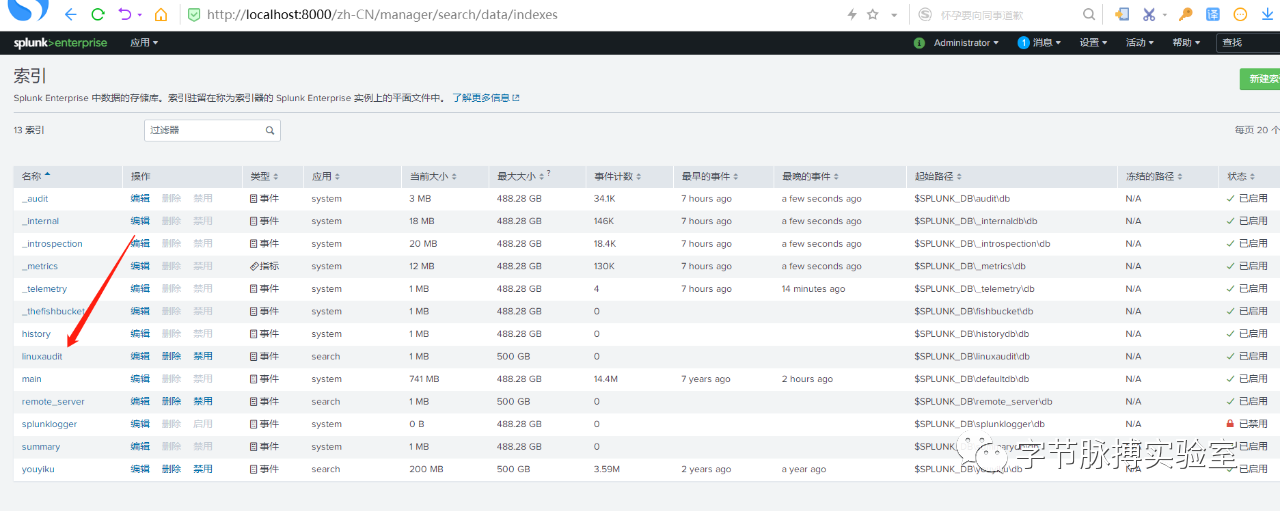 http://localhost:8000/zh-CN/manager/search/data/indexes 怀孕要向同事道歉 译
splunk>enterprise 应用 Administrator 1 消息 设置 活动 帮助 查找
索引
新建索
Splunk Enterprise 中数据的存储库。索引驻留在称为索引器的 Splunk Enterprise 实例上的平面文件中。 了解更多信息
13 索引 过滤器 每页 20 个
名称 操作 类型 应用 当前大小 最大大小 ? 事件计数 最早的事件 最晚的事件 起始路径 冻结的路径 状态
_audit 编辑 删除 禁用 事件 system 3 MB 488.28 GB 34.1K 7 hours ago a few seconds ago $SPLUNK_DB\audit\db N/A 已启用
_internal 编辑 删除 禁用 事件 system 18 MB 488.28 GB 146K 7 hours ago a few seconds ago $SPLUNK_DB\_internaldb\db N/A 已启用
_introspection 编辑 删除 禁用 事件 system 20 MB 488.28 GB 18.4K 7 hours ago a few seconds ago $SPLUNK_DB\_introspection\db N/A 已启用
_metrics 编辑 删除 禁用 指标 system 12 MB 488.28 GB 130K 7 hours ago a few seconds ago $SPLUNK_DB\_metrics\db N/A 已启用
_telemetry 编辑 删除 禁用 事件 system 1 MB 488.28 GB 4 7 hours ago 14 minutes ago $SPLUNK_DB\_telemetry\db N/A 已启用
_thefishbucket 编辑 删除 禁用 事件 system 1 MB 488.28 GB 0 $SPLUNK_DB\fishbucket\db N/A 已启用
history 编辑 删除 禁用 事件 system 1 MB 488.28 GB 0 $SPLUNK_DB\historydb\db N/A 已启用
linuxaudit 编辑 删除 禁用 事件 search 1 MB 500 GB 0 $SPLUNK_DB\linuxaudit\db N/A 已启用
main 编辑 删除 禁用 事件 system 741 MB 488.28 GB 14.4M 7 years ago 2 hours ago $SPLUNK_DB\defaultdb\db N/A 已启用
remote_server 编辑 删除 禁用 事件 search 1 MB 500 GB 0 $SPLUNK_DB\remote_server\db N/A 已启用
splunklogger 编辑 删除 启用 事件 system 0 B 488.28 GB 0 $SPLUNK_DB\splunklogger\db N/A 已禁用
summary 编辑 删除 禁用 事件 system 1 MB 488.28 GB 0 N/A 已启用
youyiku 编辑 删除 禁用 事件 search 200 MB 500 GB 3.59M 2 years ago a year ago N/A 已启用
字节脉搏实验室